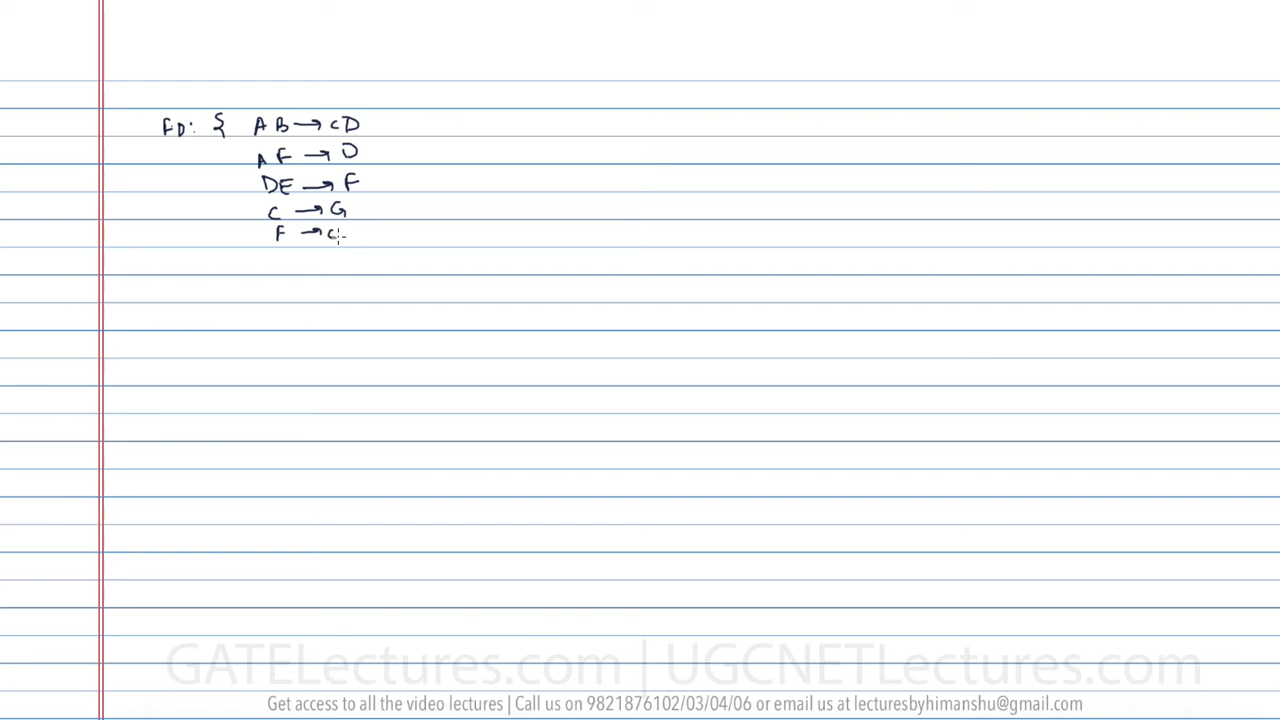 FD: { AB → CD
AF → D
DE → F
C → G
F →
GATELectures.com | UGCNETLectures.com
Get access to all the video lectures | Call us on 9821876102/03/04/06 or email us at lecturesbyhimanshu@gmail.com